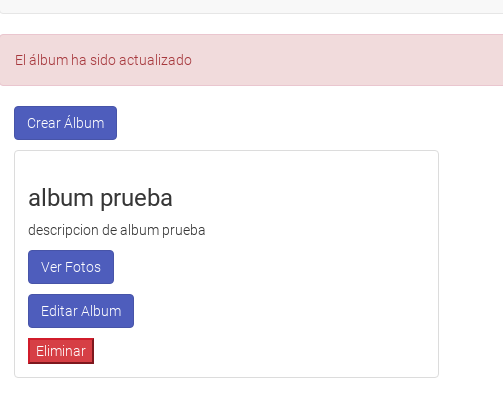 El álbum ha sido actualizado
Crear Álbum
album prueba
descripcion de album prueba
Ver Fotos
Editar Album
Eliminar